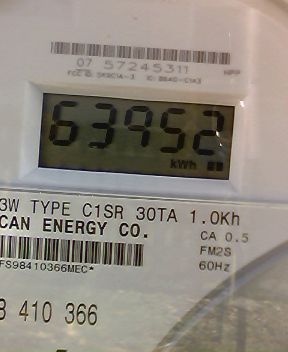 07 57245311
63952
kWh
3W TYPE C1SR 30TA 1.0Kh
CAN ENERGY CO.
CA 0.5
FM2S
60Hz
FS98410366MEC*
410 366